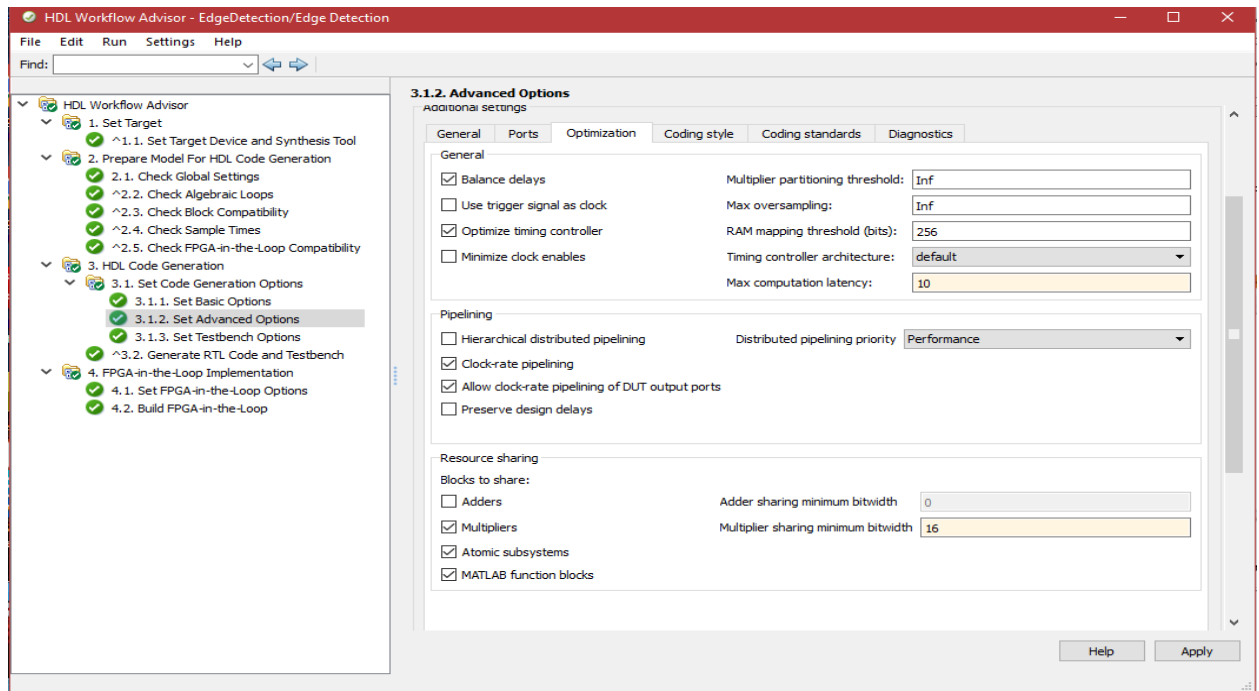 HDL Workflow Advisor - EdgeDetection/Edge Detection
File Edit Run Settings Help
Find:
HDL Workflow Advisor
1. Set Target
^1.1. Set Target Device and Synthesis Tool
2. Prepare Model For HDL Code Generation
2.1. Check Global Settings
^2.2. Check Algebraic Loops
^2.3. Check Block Compatibility
^2.4. Check Sample Times
^2.5. Check FPGA-in-the-Loop Compatibility
3. HDL Code Generation
3.1. Set Code Generation Options
3.1.1. Set Basic Options
3.1.2. Set Advanced Options
3.1.3. Set Testbench Options
^3.2. Generate RTL Code and Testbench
4. FPGA-in-the-Loop Implementation
4.1. Set FPGA-in-the-Loop Options
4.2. Build FPGA-in-the-Loop
3.1.2. Advanced Options
Additional settings
General Ports Optimization Coding style Coding standards Diagnostics
General
Balance delays Multiplier partitioning threshold: Inf
Use trigger signal as clock Max oversampling: Inf
Optimize timing controller RAM mapping threshold (bits): 256
Minimize clock enables Timing controller architecture: default
Max computation latency: 10
Pipelining
Hierarchical distributed pipelining Distributed pipelining priority Performance
Clock-rate pipelining
Allow clock-rate pipelining of DUT output ports
Preserve design delays
Resource sharing
Blocks to share:
Adders Adder sharing minimum bitwidth 0
Multipliers Multiplier sharing minimum bitwidth 16
Atomic subsystems
MATLAB function blocks
Help Apply